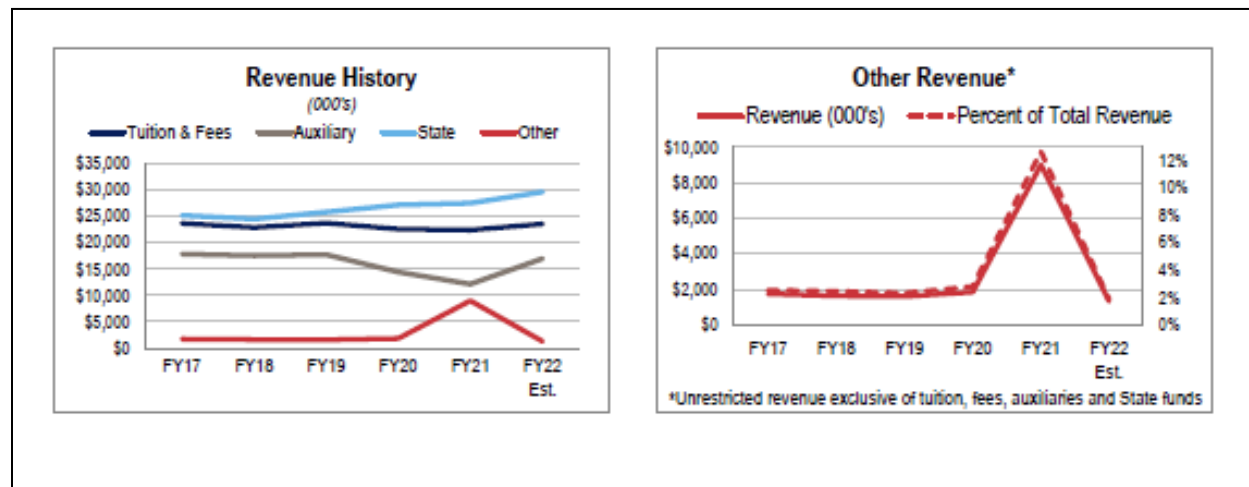 Revenue History
(000's)
Tuition & Fees Auxiliary State Other
$35,000
$30,000
$25,000
$20,000
$15,000
$10,000
$5,000
$0
FY17 FY18 FY19 FY20 FY21 FY22
Est.
Other Revenue*
Revenue (000's) Percent of Total Revenue
$10,000
$8,000
$6,000
$4,000
$2,000
$0
12%
10%
8%
6%
4%
2%
0%
FY17 FY18 FY19 FY20 FY21 FY22
Est.
*Unrestricted revenue exclusive of tuition, fees, auxiliaries and State funds